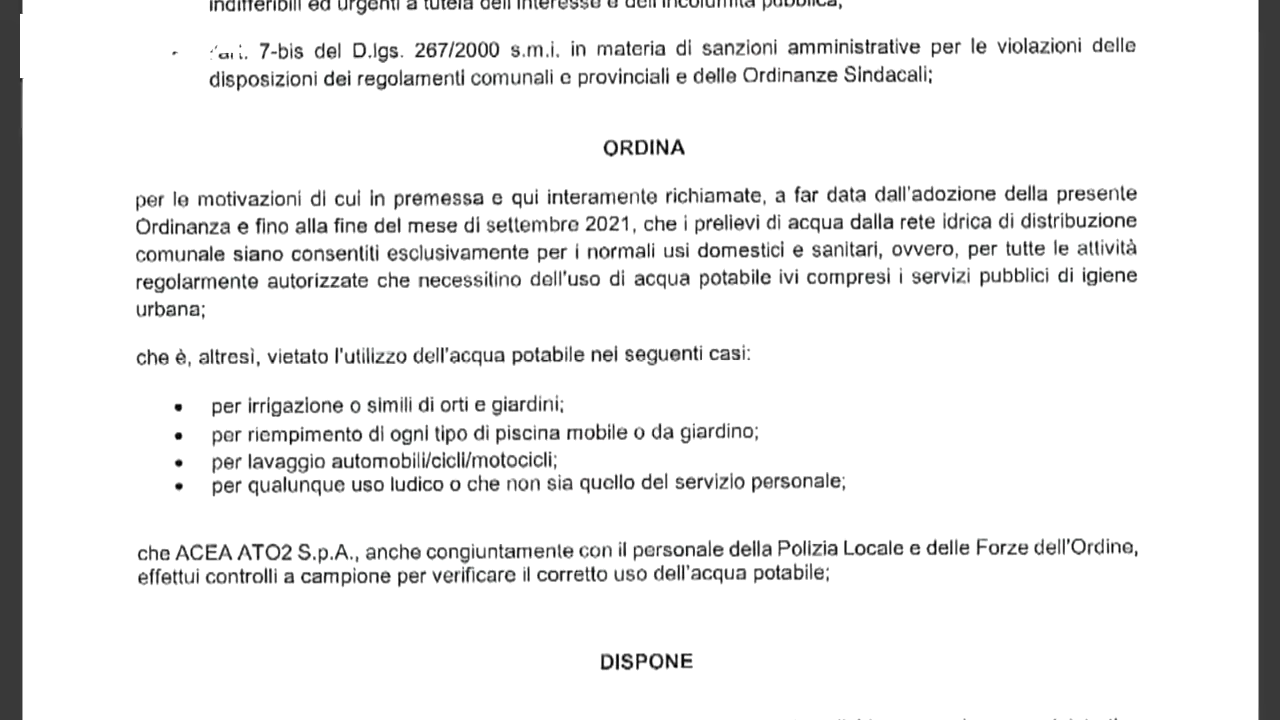 indifferibili ed urgenti a tutela dell'interesse e dell'incolumità pubblica;
- 7-bis del D.lgs. 267/2000 s.m.i. in materia di sanzioni amministrative per le violazioni delle
disposizioni dei regolamenti comunali e provinciali e delle Ordinanze Sindacali;
ORDINA
per le motivazioni di cui in premessa e qui interamente richiamate, a far data dall'adozione della presente
Ordinanza e fino alla fine del mese di settembre 2021, che i prelievi di acqua dalla rete idrica di distribuzione
comunale siano consentiti esclusivamente per i normali usi domestici e sanitari, ovvero, per tutte le attività
regolarmente autorizzate che necessitino dell'uso di acqua potabile ivi compresi i servizi pubblici di igiene
urbana;
che è, altresì, vietato l'utilizzo dell'acqua potabile nei seguenti casi:
• per irrigazione o simili di orti e giardini;
• per riempimento di ogni tipo di piscina mobile o da giardino;
• per lavaggio automobili/cicli/motocicli;
• per qualunque uso ludico o che non sia quello del servizio personale;
che ACEA ATO2 S.p.A., anche congiuntamente con il personale della Polizia Locale e delle Forze dell'Ordine,
effettui controlli a campione per verificare il corretto uso dell'acqua potabile;
DISPONE